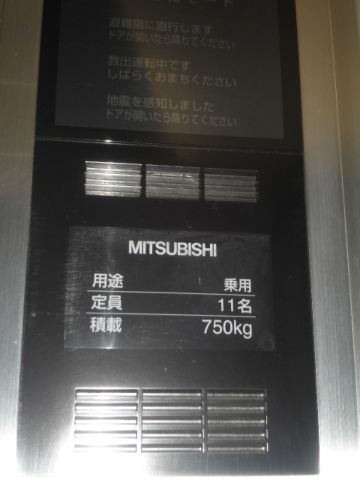 避難階に直行します
ドアが開いたら降りてください
救出運転中です
しばらくおまちください
地震を感知しました
ドアが開いたら降りてください
MITSUBISHI
用途 乗用
定員 11名
積載 750kg